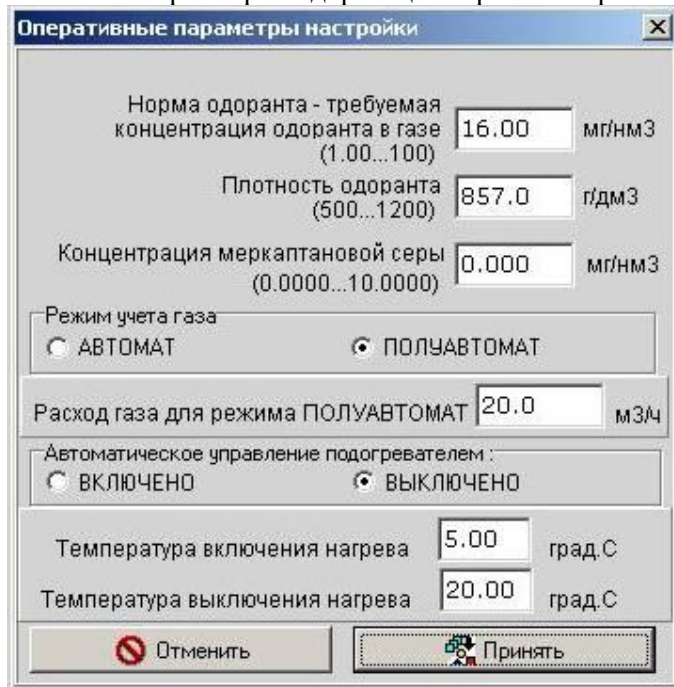 Оперативные параметры настройки
Норма одоранта - требуемая
концентрация одоранта в газе
(1.00...100)
16.00
мг/нм3
Плотность одоранта
(500...1200)
857.0
г/дм3
Концентрация меркаптановой серы
(0.0000...10.0000)
0.000
мг/нм3
Режим учета газа
АВТОМАТ
ПОЛУАВТОМАТ
Расход газа для режима ПОЛУАВТОМАТ
20.0
м3/ч
Автоматическое управление подогревателем :
ВКЛЮЧЕНО
ВЫКЛЮЧЕНО
Температура включения нагрева
5.00
град.С
Температура выключения нагрева
20.00
град.С
Отменить
Принять